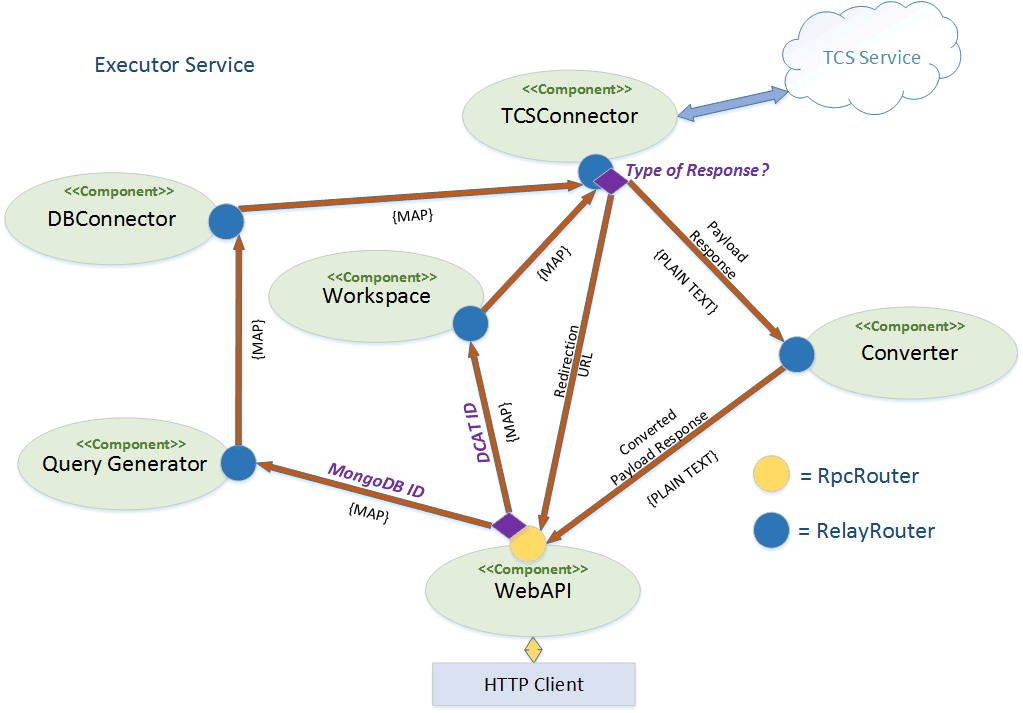 Executor Service
TCS Service
<<Component>>
TCSConnector
Type of Response?
<<Component>>
DBConnector
{MAP}
Payload
Response
{PLAIN TEXT}
<<Component>>
Workspace
{MAP}
{MAP}
Redirection
URL
<<Component>>
Converter
DCAT ID
{MAP}
<<Component>>
Query Generator
MongoDB ID
{MAP}
Converted
Payload Response
{PLAIN TEXT}
= RpcRouter
= RelayRouter
<<Component>>
WebAPI
HTTP Client